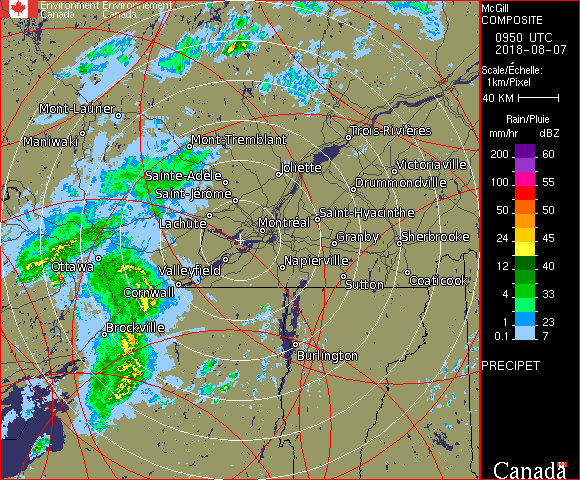 Environment Environnement
Canada Canada
McGill
COMPOSITE
0950 UTC
2018-08-07
Scale/Échelle:
1km/Pixel
40 KM
Rain/Pluie
mm/hr dBZ
200 60
100 55
50 50
24 45
12 40
4 33
1 23
0.1 7
PRECIPET
Canada
Mont-Laurier
Maniwaki
Mont-Tremblant
Trois-Rivières
Sainte-Adèle
Joliette
Victoriaville
Saint-Jérôme
Drummondville
Lachute
Montréal
Saint-Hyacinthe
Granby
Sherbrooke
Ottawa
Valleyfield
Napierville
Cornwall
Sutton
Coaticook
Brockville
Burlington